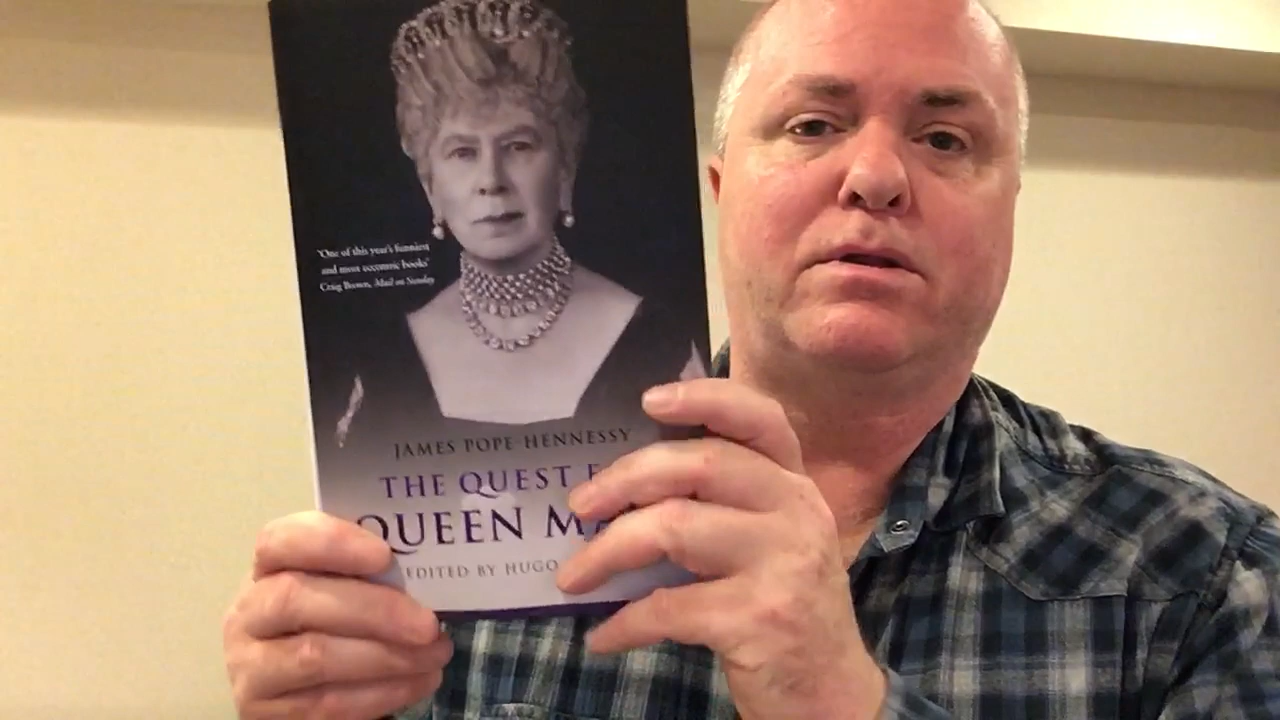 'One of this year's funniest
and most eccentric books'
Craig Brown, Mail on Sunday
JAMES POPE-HENNESSY
THE QUEST
QUEEN
EDITED BY HUGO